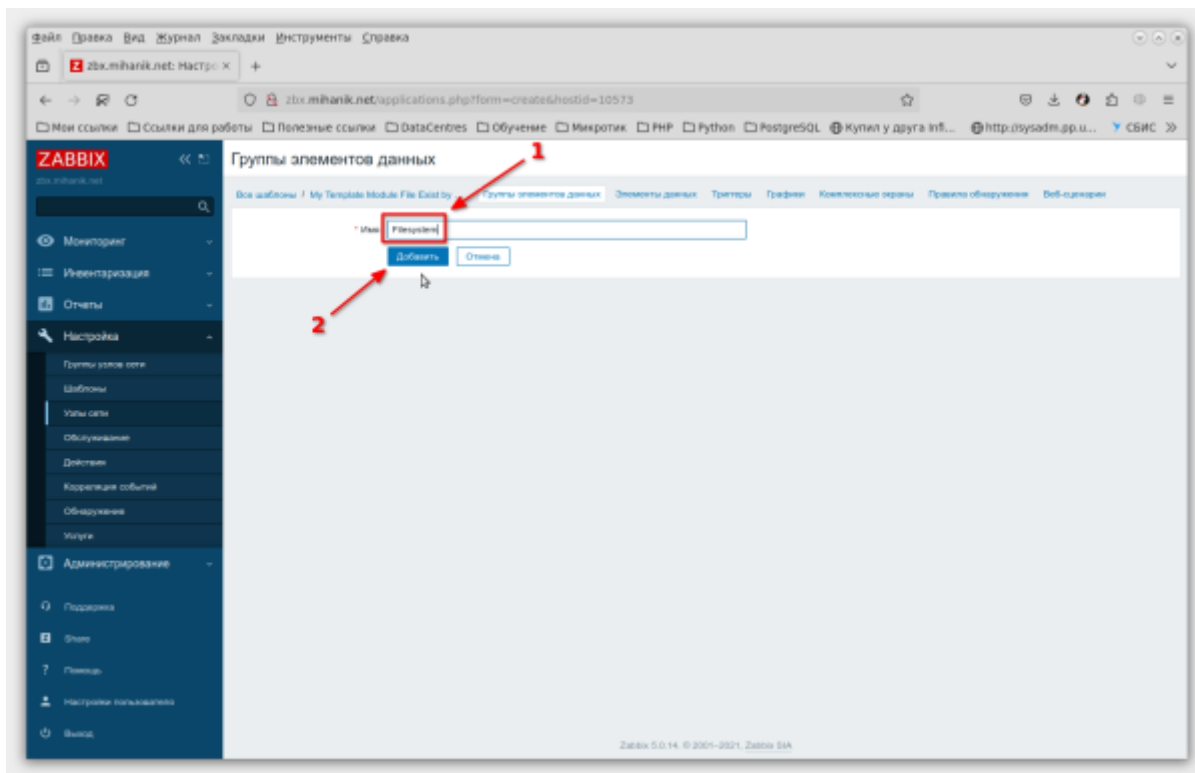 Файл Правка Вид Журнал Закладки Инструменты Справка
zbx.mihanik.net: Настро
zbx.mihanik.net/applications.php?form=create&hostid=10573
Мои ссылки Ссылки для работы Полезные ссылки DataCentres Обучение Микротик PHP Python PostgreSQL Купил у друга Infi... http://sysadm.pp.u... СБИС
ZABBIX
zbx.mihanik.net
Группы элементов данных
1
Все шаблоны / My Template Module File Exist by Группы элементов данных Элементы данных Триггеры Графики Комплексные экраны Правила обнаружения Веб-сценарии
* Имя Filesystem
Добавить Отмена
2
Мониторинг
Инвентаризация
Отчеты
Настройка
Группы узлов сети
Шаблоны
Узлы сети
Обслуживание
Действия
Корреляция событий
Обнаружение
Услуги
Администрирование
Поддержка
Share
Помощь
Настройки пользователя
Выход
Zabbix 5.0.14. © 2001–2021, Zabbix SIA